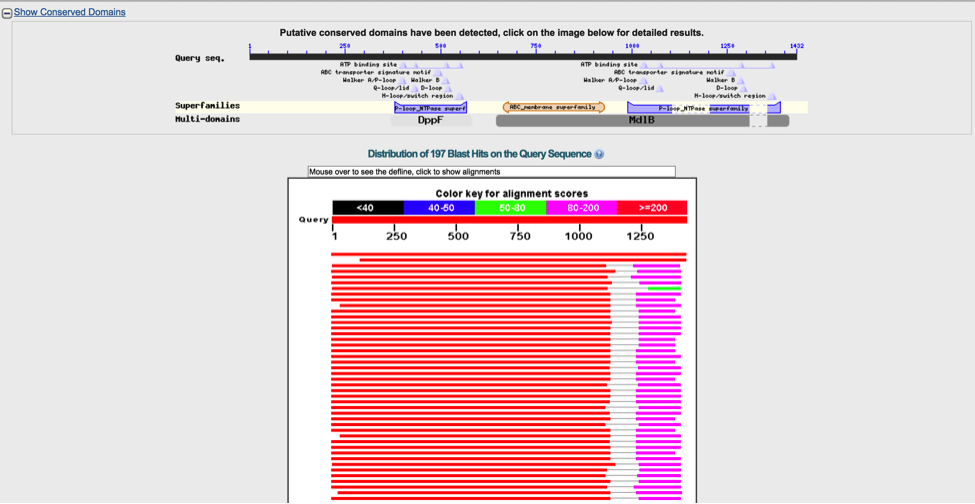 Show Conserved Domains
Putative conserved domains have been detected, click on the image below for detailed results.
1 250 500 750 1000 1250 1432
Query seq.
ATP binding site ATP binding site
ABC transporter signature motif ABC transporter signature motif
Walker A/P-loop Walker B Walker A/P-loop Walker B
Q-loop/lid D-loop Q-loop/lid D-loop
H-loop/switch region H-loop/switch region
Superfamilies P-loop_NTPase superf ABC_membrane superfamily P-loop_NTPase superfamily
Multi-domains DppF MdlB
Distribution of 197 Blast Hits on the Query Sequence
Mouse over to see the defline, click to show alignments
Color key for alignment scores
<40 40-50 50-80 80-200 >=200
Query
1 250 500 750 1000 1250